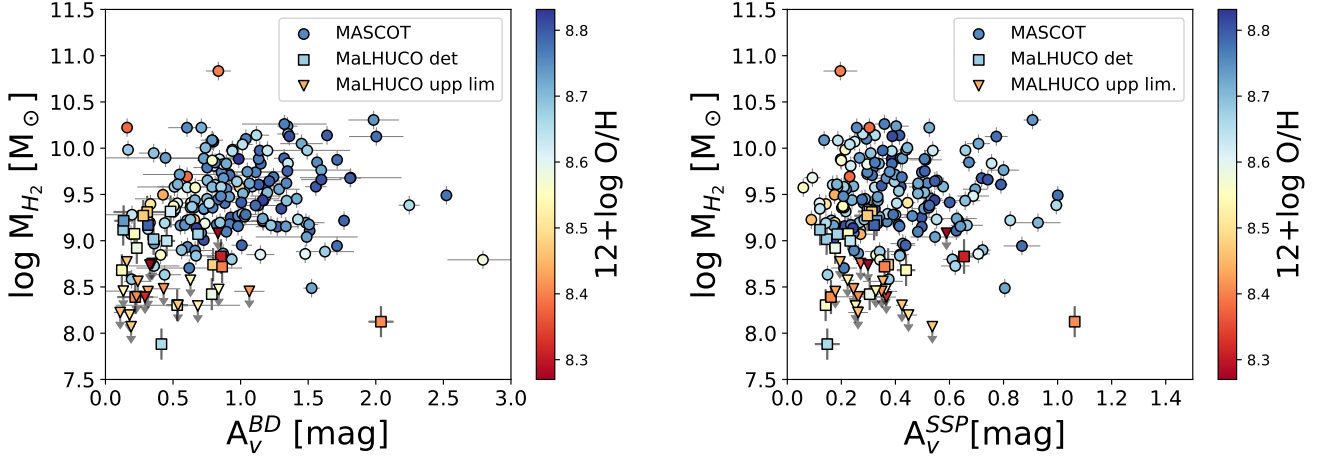 11.5
11.0
10.5
10.0
9.5
9.0
8.5
8.0
7.5
log M_{H_2} [M_⊙]
MASCOT
MaLHUCO det
MaLHUCO upp lim
0.0 0.5 1.0 1.5 2.0 2.5 3.0
A_v^{BD} [mag]
8.8
8.7
8.6
8.5
8.4
8.3
12+log O/H
11.5
11.0
10.5
10.0
9.5
9.0
8.5
8.0
7.5
log M_{H_2} [M_⊙]
MASCOT
MaLHUCO det
MaLHUCO upp lim.
0.0 0.2 0.4 0.6 0.8 1.0 1.2 1.4
A_v^{SSP}[mag]
8.8
8.7
8.6
8.5
8.4
8.3
12+log O/H